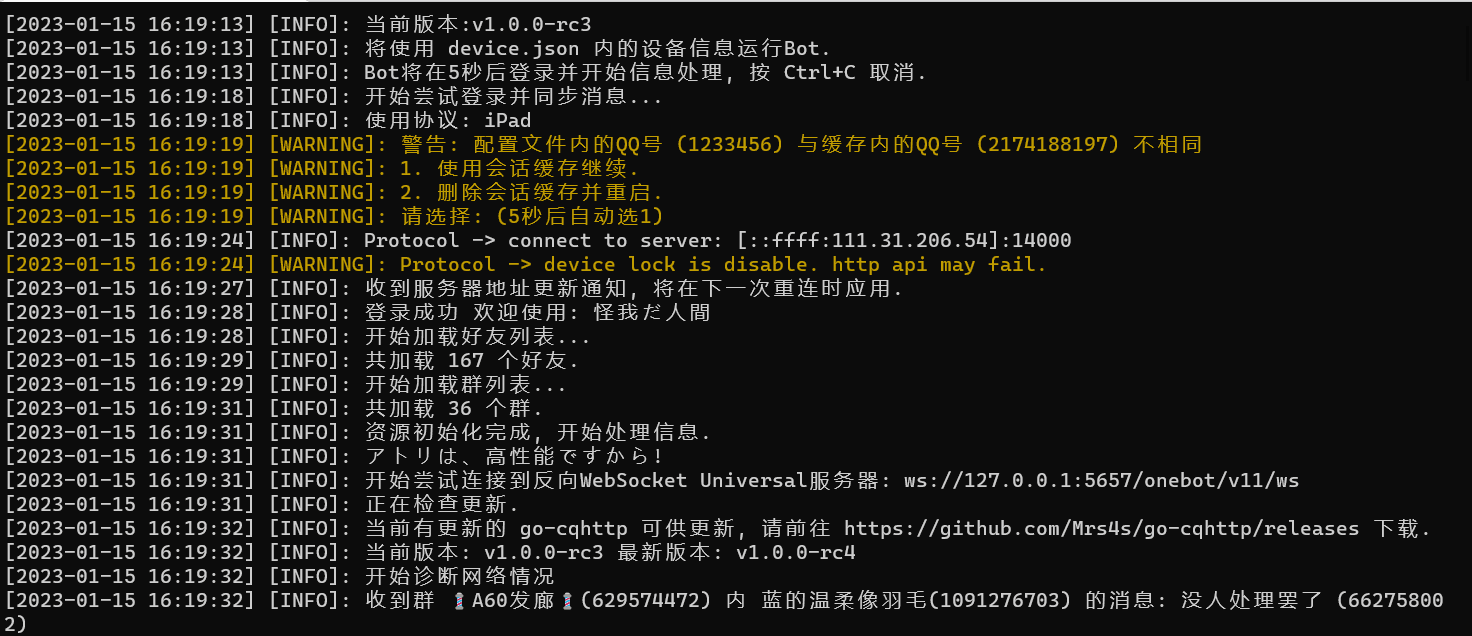 [2023-01-15 16:19:13] [INFO]: 当前版本:v1.0.0-rc3
[2023-01-15 16:19:13] [INFO]: 将使用 device.json 内的设备信息运行Bot.
[2023-01-15 16:19:13] [INFO]: Bot将在5秒后登录并开始信息处理, 按 Ctrl+C 取消.
[2023-01-15 16:19:18] [INFO]: 开始尝试登录并同步消息...
[2023-01-15 16:19:18] [INFO]: 使用协议: iPad
[2023-01-15 16:19:19] [WARNING]: 警告: 配置文件内的QQ号 (1233456) 与缓存内的QQ号 (2174188197) 不相同
[2023-01-15 16:19:19] [WARNING]: 1. 使用会话缓存继续.
[2023-01-15 16:19:19] [WARNING]: 2. 删除会话缓存并重启.
[2023-01-15 16:19:19] [WARNING]: 请选择: (5秒后自动选1)
[2023-01-15 16:19:24] [INFO]: Protocol -> connect to server: [::ffff:111.31.206.54]:14000
[2023-01-15 16:19:24] [WARNING]: Protocol -> device lock is disable. http api may fail.
[2023-01-15 16:19:27] [INFO]: 收到服务器地址更新通知, 将在下一次重连时应用.
[2023-01-15 16:19:28] [INFO]: 登录成功 欢迎使用: 怪我だ人間
[2023-01-15 16:19:28] [INFO]: 开始加载好友列表...
[2023-01-15 16:19:29] [INFO]: 共加载 167 个好友.
[2023-01-15 16:19:29] [INFO]: 开始加载群列表...
[2023-01-15 16:19:31] [INFO]: 共加载 36 个群.
[2023-01-15 16:19:31] [INFO]: 资源初始化完成, 开始处理信息.
[2023-01-15 16:19:31] [INFO]: アトリは、高性能ですから!
[2023-01-15 16:19:31] [INFO]: 开始尝试连接到反向WebSocket Universal服务器: ws://127.0.0.1:5657/onebot/v11/ws
[2023-01-15 16:19:31] [INFO]: 正在检查更新.
[2023-01-15 16:19:32] [INFO]: 当前有更新的 go-cqhttp 可供更新, 请前往 https://github.com/Mrs4s/go-cqhttp/releases 下载.
[2023-01-15 16:19:32] [INFO]: 当前版本: v1.0.0-rc3 最新版本: v1.0.0-rc4
[2023-01-15 16:19:32] [INFO]: 开始诊断网络情况
[2023-01-15 16:19:32] [INFO]: 收到群 💈A60发廊💈(629574472) 内 蓝的温柔像羽毛(1091276703) 的消息: 没人处理罢了 (66275800
2)